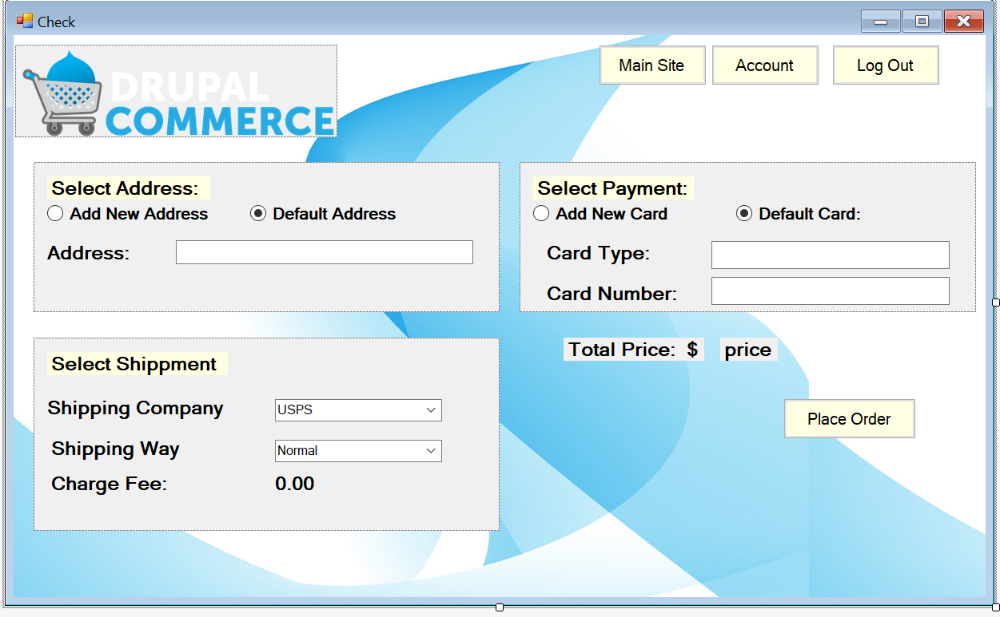 Check
DRUPAL
COMMERCE
Main Site
Account
Log Out
Select Address:
Add New Address
Default Address
Address:
Select Payment:
Add New Card
Default Card:
Card Type:
Card Number:
Select Shippment
Shipping Company
USPS
Shipping Way
Normal
Charge Fee:
0.00
Total Price: $
price
Place Order